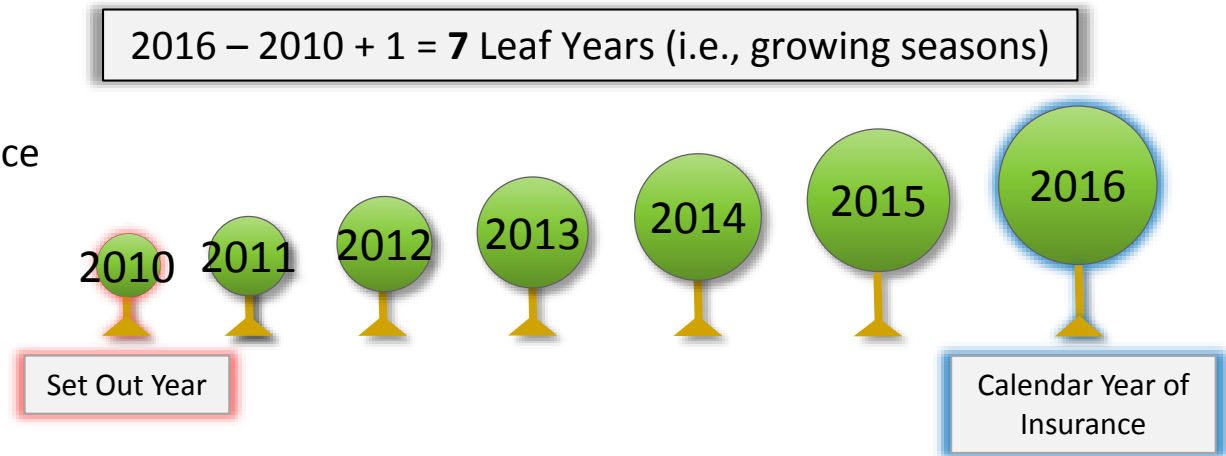 2016 – 2010 + 1 = 7 Leaf Years (i.e., growing seasons)
ce
2010
2011
2012
2013
2014
2015
2016
Set Out Year
Calendar Year of
Insurance